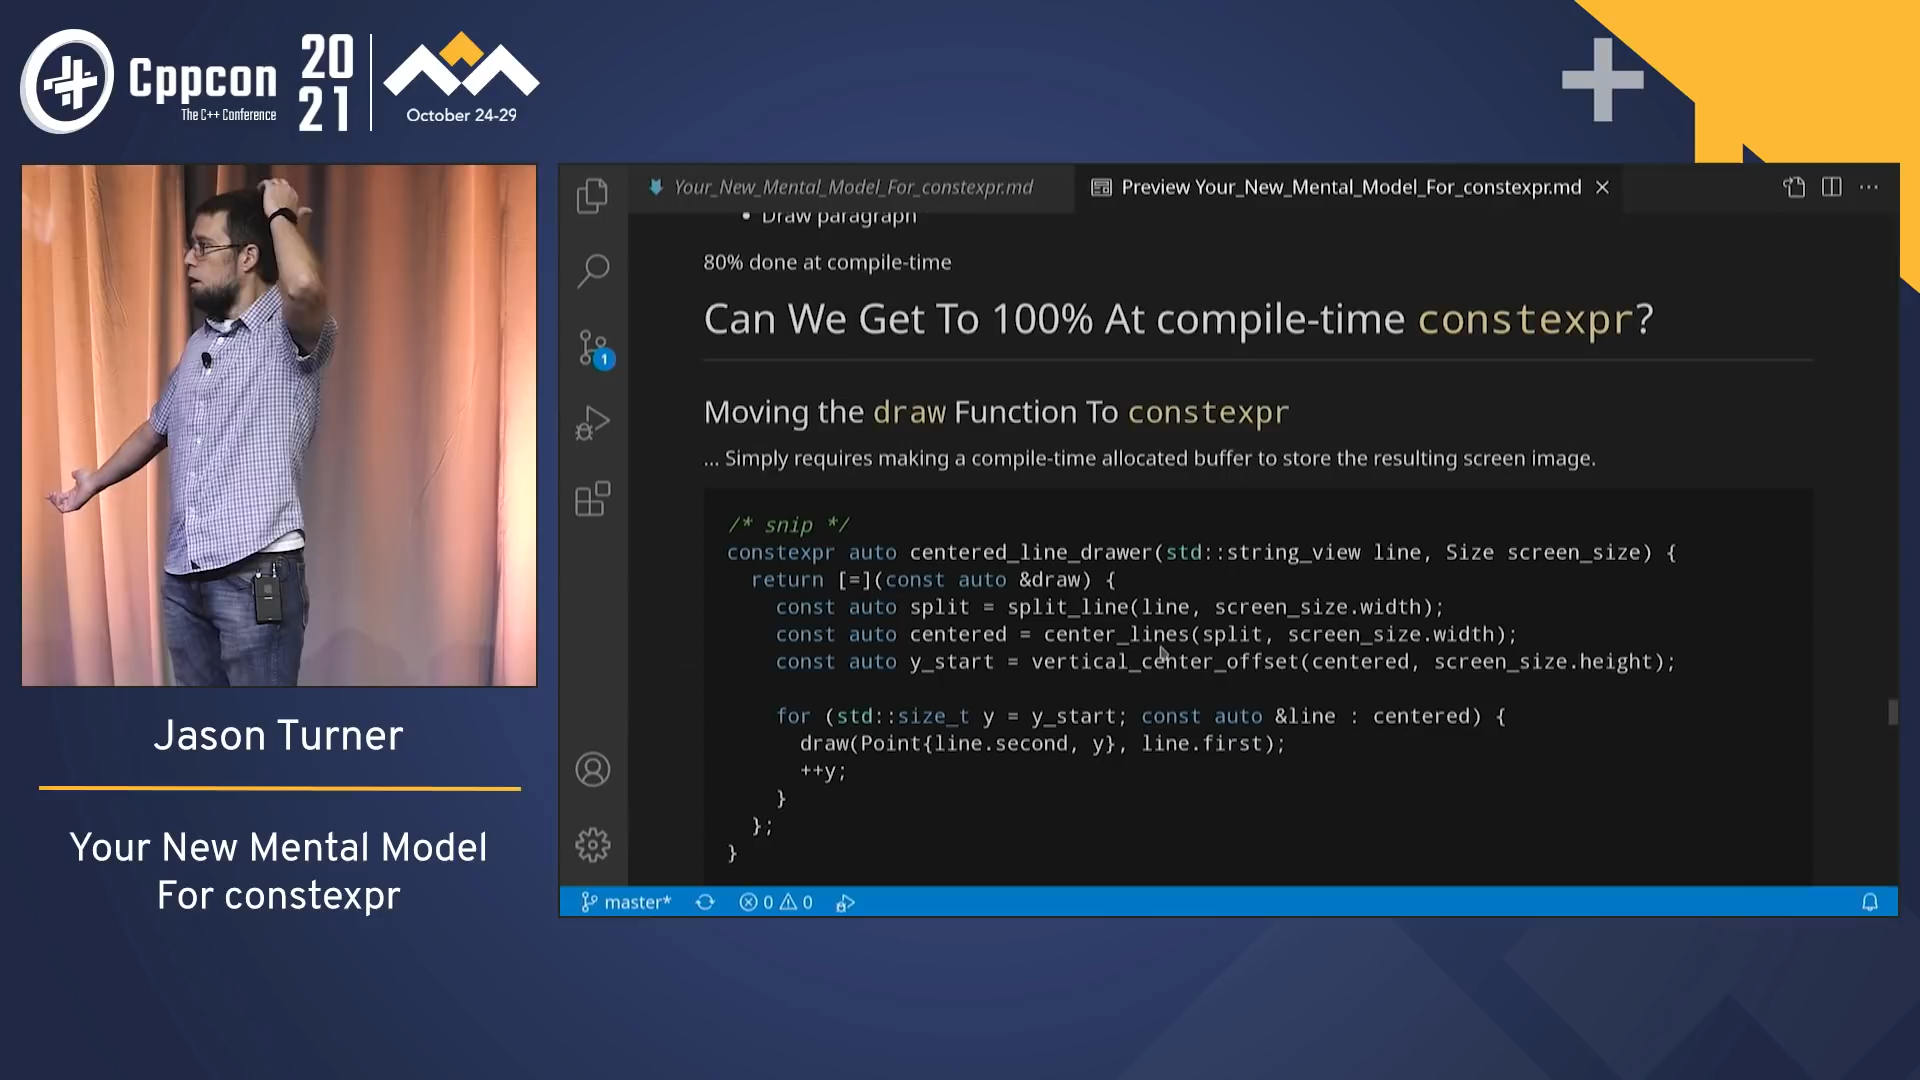 Cppcon
The C++ Conference
20
21
October 24-29
Your_New_Mental_Model_For_constexpr.md
Preview Your_New_Mental_Model_For_constexpr.md
• Draw paragraph
80% done at compile-time
Can We Get To 100% At compile-time constexpr?
1
Moving the draw Function To constexpr
... Simply requires making a compile-time allocated buffer to store the resulting screen image.
/* snip */
constexpr auto centered_line_drawer(std::string_view line, Size screen_size) {
return [=](const auto &draw) {
const auto split = split_line(line, screen_size.width);
const auto centered = center_lines(split, screen_size.width);
const auto y_start = vertical_center_offset(centered, screen_size.height);
for (std::size_t y = y_start; const auto &line : centered) {
draw(Point{line.second, y}, line.first);
++y;
}
};
}
master* 0 0
Jason Turner
Your New Mental Model
For constexpr